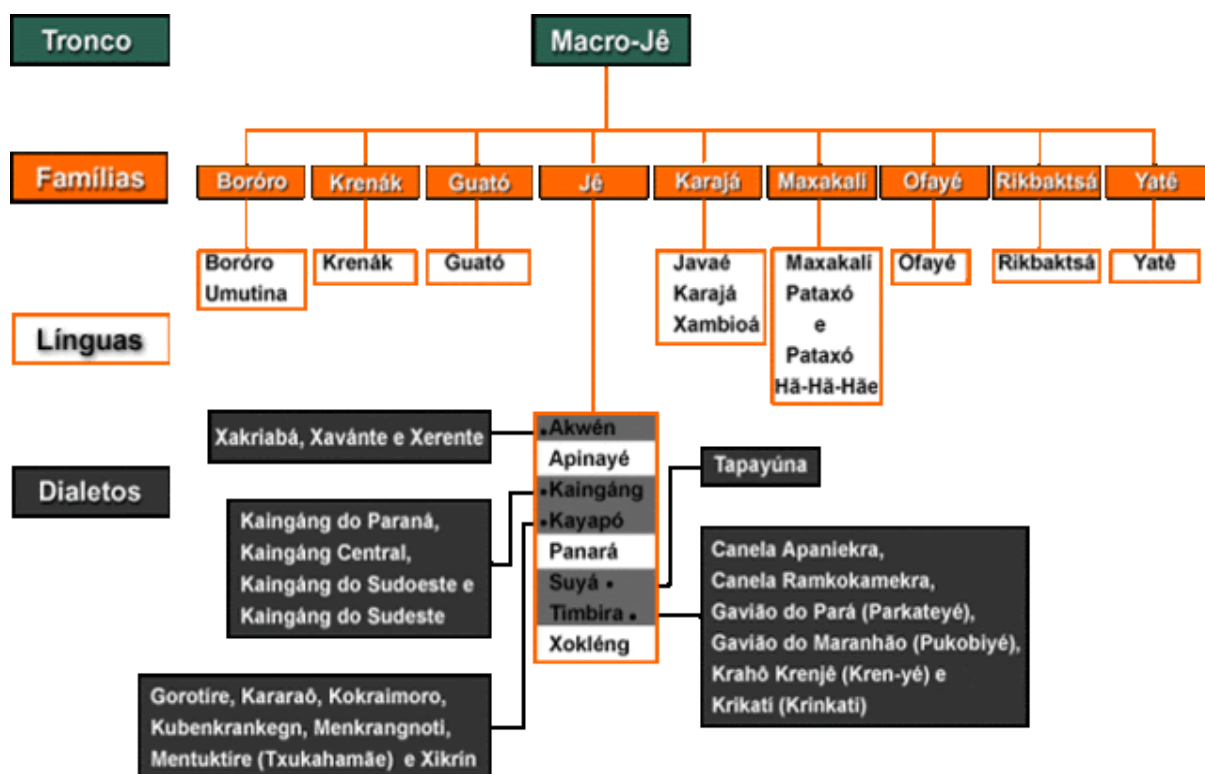 Tronco
Macro-Jê
Famílias
Boróro
Krenák
Guató
Jê
Karajá
Maxakalí
Ofayé
Rikbaktsá
Yatê
Línguas
Boróro
Umutina
Krenák
Guató
Javaé
Karajá
Xambioá
Maxakalí
Pataxó
e
Pataxó
Hã-Hã-Hãe
Ofayé
Rikbaktsá
Yatê
Dialetos
Xakriabá, Xavánte e Xerente
.Akwén
Apinayé
.Kaingáng
.Kayapó
Panará
Suyá .
Timbira .
Xokléng
Tapayúna
Kaingáng do Paraná,
Kaingáng Central,
Kaingáng do Sudoeste e
Kaingáng do Sudeste
Canela Apaniekra,
Canela Ramkokamekra,
Gavião do Pará (Parkateyé),
Gavião do Maranhão (Pukobiyé),
Krahô Krenjê (Kren-yé) e
Krikatí (Krinkati)
Gorotire, Kararaô, Kokraimoro,
Kubenkrankegn, Menkrangnoti,
Mentuktíre (Txukahamãe) e Xikrin